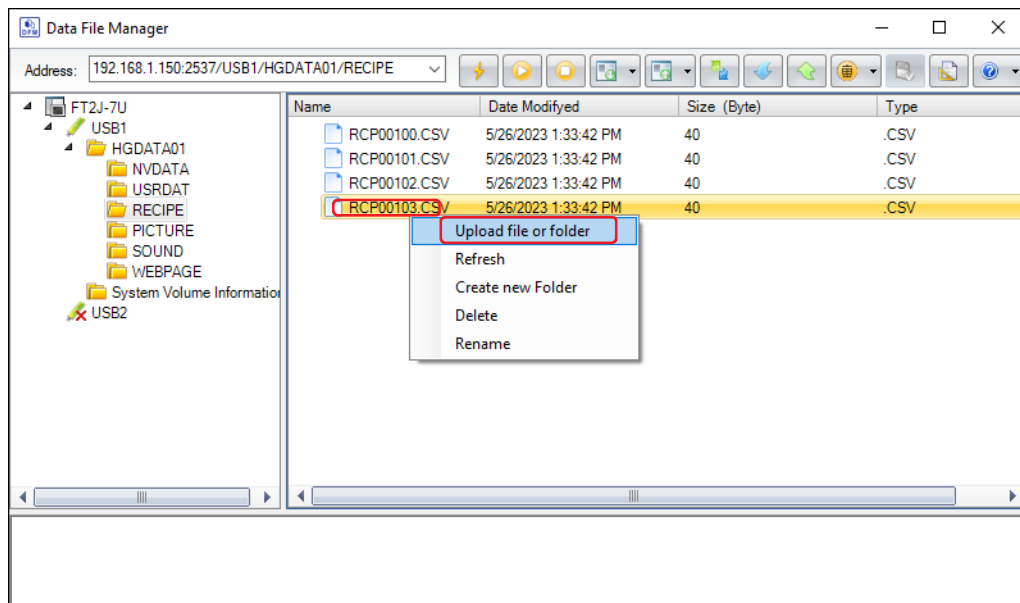 Data File Manager
Address: 192.168.1.150:2537/USB1/HGDATA01/RECIPE
FT2J-7U
USB1
HGDATA01
NVDATA
USRDAT
RECIPE
PICTURE
SOUND
WEBPAGE
System Volume Information
USB2
Name Date Modifyed Size (Byte) Type
RCP00100.CSV 5/26/2023 1:33:42 PM 40 .CSV
RCP00101.CSV 5/26/2023 1:33:42 PM 40 .CSV
RCP00102.CSV 5/26/2023 1:33:42 PM 40 .CSV
RCP00103.CSV 5/26/2023 1:33:42 PM 40 .CSV
Upload file or folder
Refresh
Create new Folder
Delete
Rename